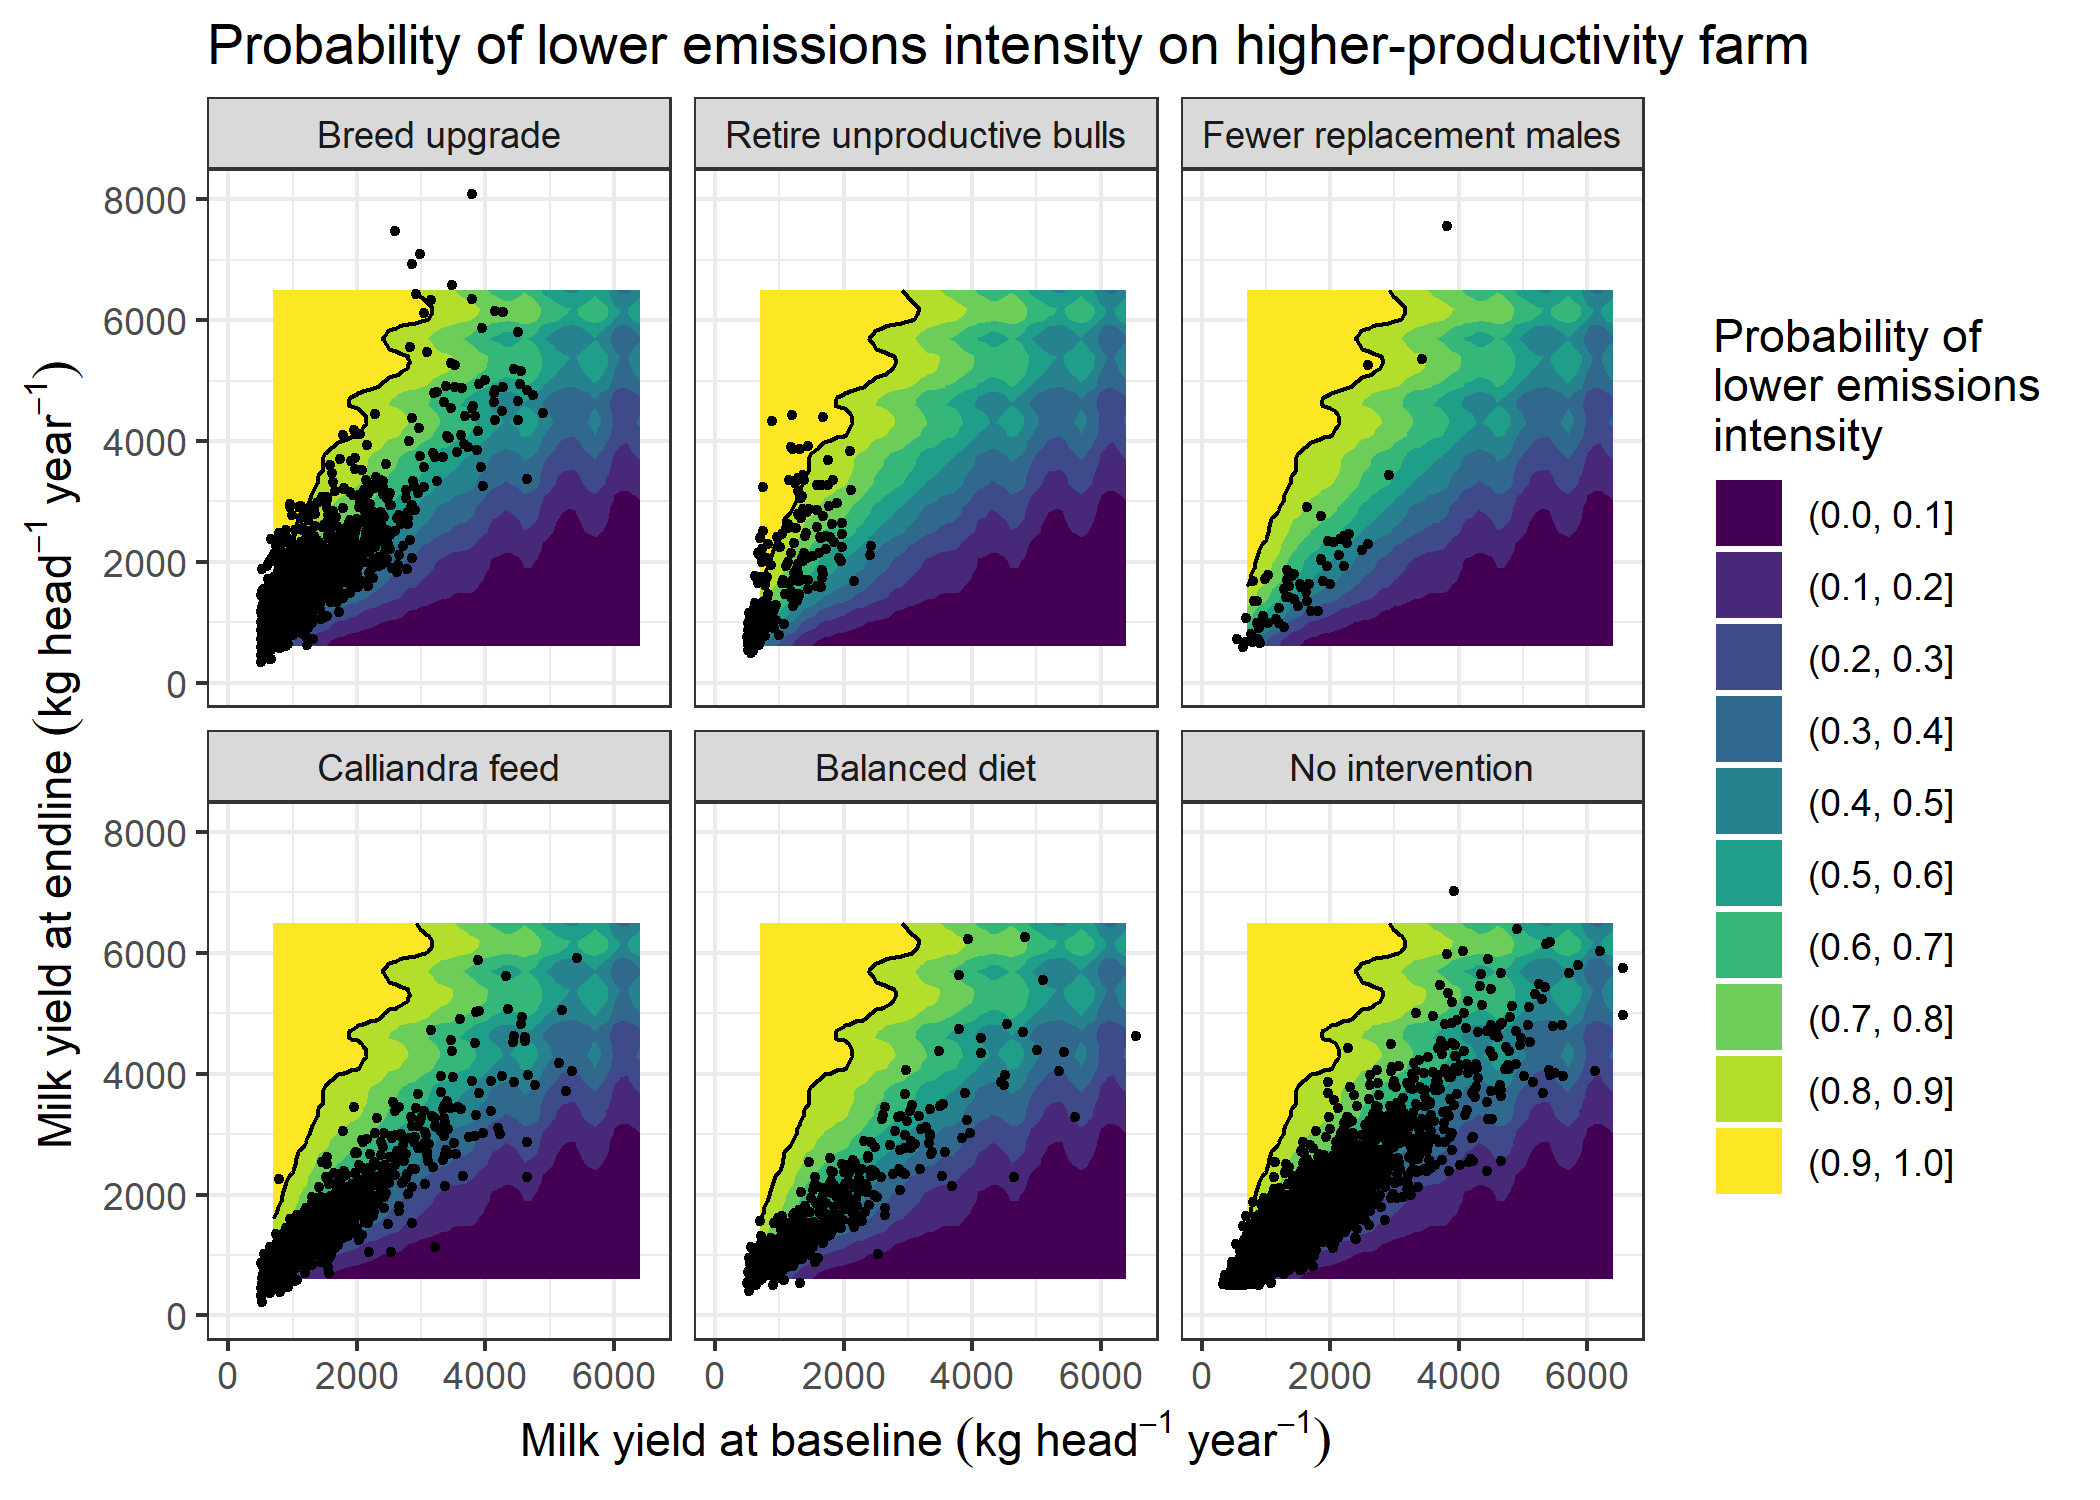 Probability of lower emissions intensity on higher-productivity farm
Breed upgrade
Retire unproductive bulls
Fewer replacement males
8000
6000
4000
2000
0
Calliandra feed
Balanced diet
No intervention
8000
6000
4000
2000
0
0 2000 4000 6000
0 2000 4000 6000
0 2000 4000 6000
Milk yield at baseline (kg head⁻¹ year⁻¹)
Milk yield at endline (kg head⁻¹ year⁻¹)
Probability of
lower emissions
intensity
(0.0, 0.1]
(0.1, 0.2]
(0.2, 0.3]
(0.3, 0.4]
(0.4, 0.5]
(0.5, 0.6]
(0.6, 0.7]
(0.7, 0.8]
(0.8, 0.9]
(0.9, 1.0]